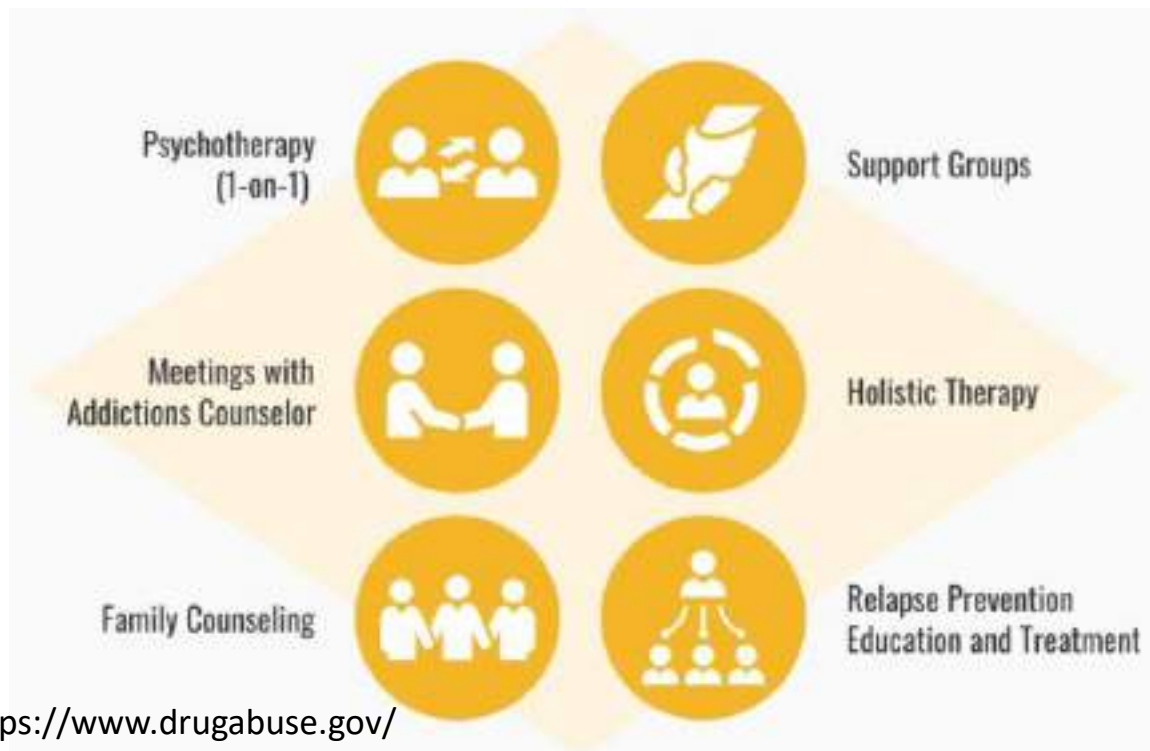 Psychotherapy
(1-on-1)
Support Groups
Meetings with
Addictions Counselor
Holistic Therapy
Family Counseling
Relapse Prevention
Education and Treatment
ps://www.drugabuse.gov/